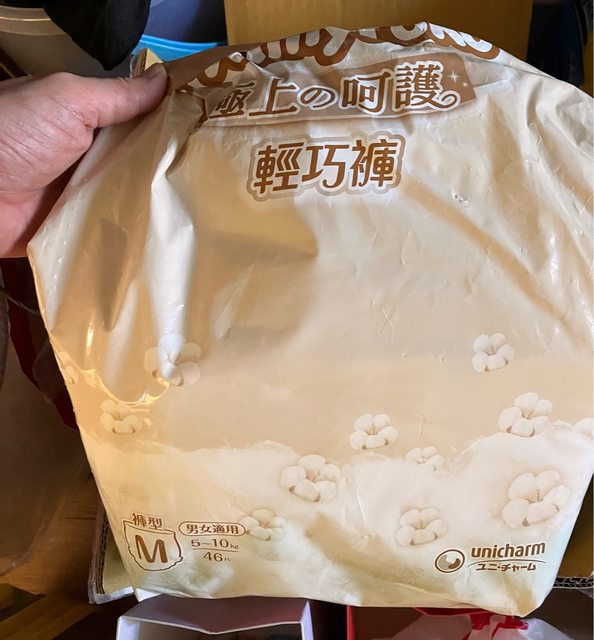 極上の呵護
輕巧褲
褲型
M
男女適用
5-10kg
46片
unicharm
ユニ・チャーム